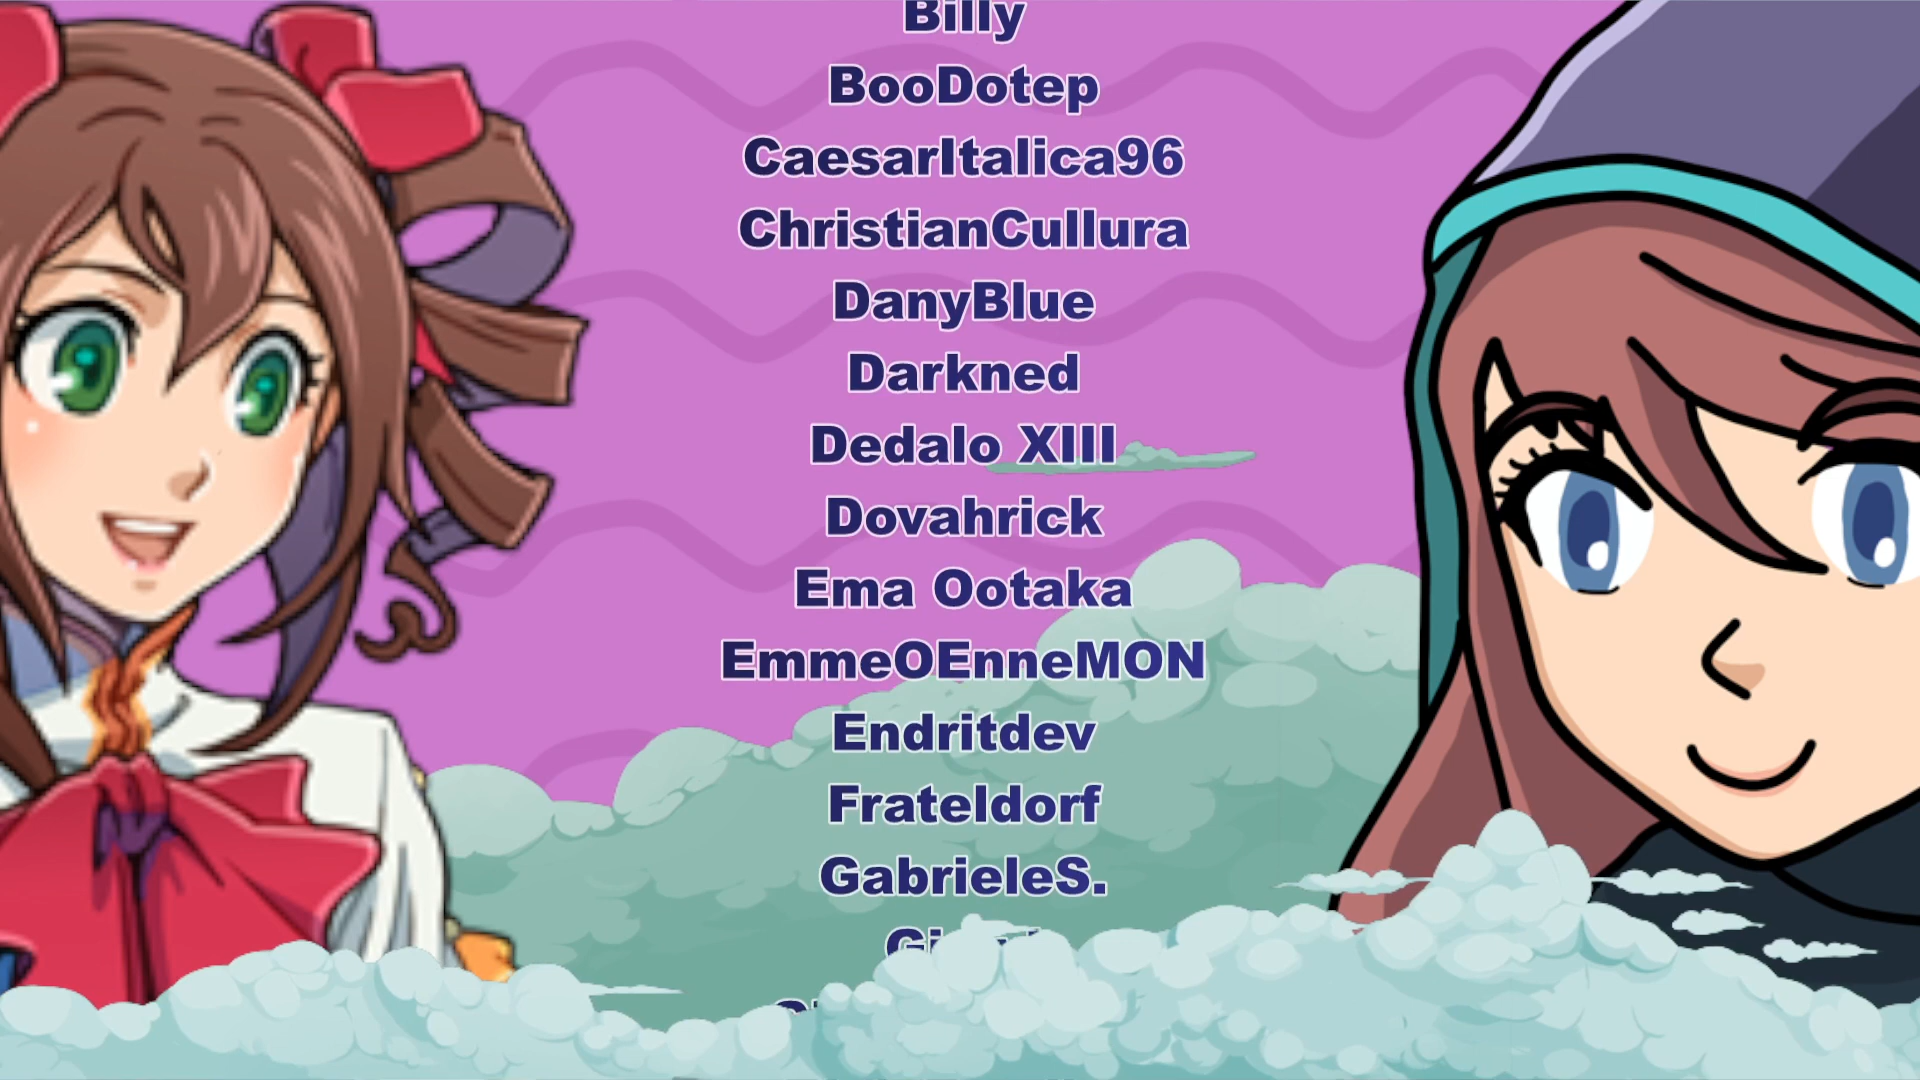 Billy
BooDotep
CaesarItalica96
ChristianCullura
DanyBlue
Darkned
Dedalo XIII
Dovahrick
Ema Ootaka
EmmeOEnneMON
Endritdev
Frateldorf
GabrieleS.